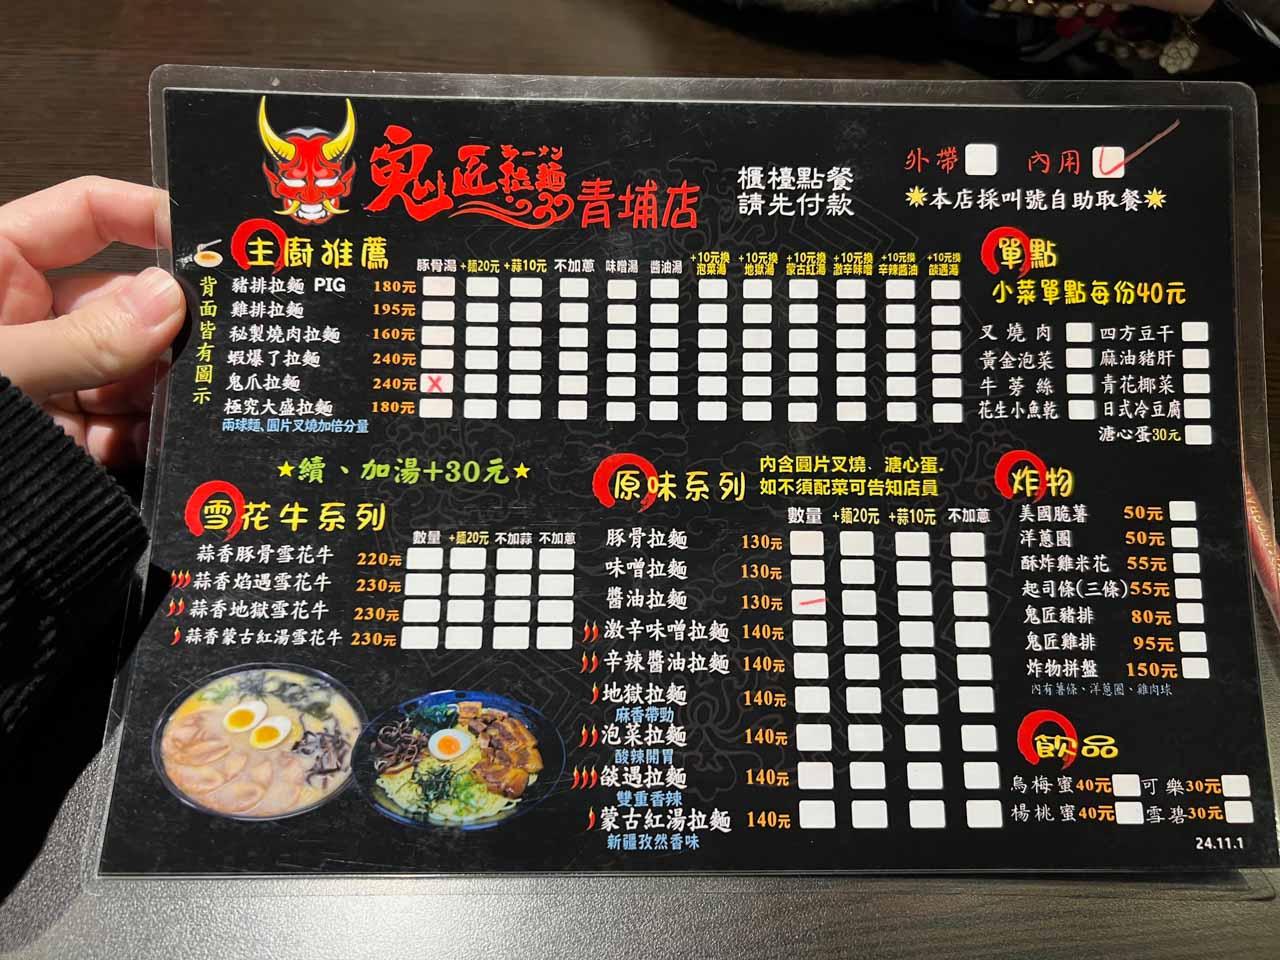 鬼匠拉麵 ラーメン 青埔店
櫃檯點餐
請先付款
外帶 內用
本店採叫號自助取餐
主廚推薦
背面皆有圖示
豚骨湯 +麵20元 +蒜10元 不加蔥 味噌湯 醬油湯 +10元換泡菜湯 +10元換地獄湯 +10元換蒙古紅湯 +10元換激辛味噌 +10元換辛辣醬油 +10元換燄遇湯
豬排拉麵 PIG 180元
雞排拉麵 195元
秘製燒肉拉麵 160元
蝦爆了拉麵 240元
鬼爪拉麵 240元
極究大盛拉麵 180元
兩球麵、圓片叉燒加倍分量
續、加湯+30元
雪花牛系列
數量 +麵20元 不加蒜 不加蔥
蒜香豚骨雪花牛 220元
蒜香焰遇雪花牛 230元
蒜香地獄雪花牛 230元
蒜香蒙古紅湯雪花牛 230元
原味系列
內含圓片叉燒、溏心蛋.
如不須配菜可告知店員
數量 +麵20元 +蒜10元 不加蔥
豚骨拉麵 130元
味噌拉麵 130元
醬油拉麵 130元
激辛味噌拉麵 140元
辛辣醬油拉麵 140元
地獄拉麵 140元
麻香帶勁
泡菜拉麵 140元
酸辣開胃
燄遇拉麵 140元
雙重香辣
蒙古紅湯拉麵 140元
新疆孜然香味
單點
小菜單點每份40元
叉燒肉 四方豆干
黃金泡菜 麻油豬肝
牛蒡絲 青花椰菜
花生小魚乾 日式冷豆腐
溏心蛋30元
炸物
美國脆薯 50元
洋蔥圈 50元
酥炸雞米花 55元
起司條(三條)55元
鬼匠豬排 80元
鬼匠雞排 95元
炸物拼盤 150元
內有薯條、洋蔥圈、雞肉球
飲品
烏梅蜜40元 可樂30元
楊桃蜜40元 雪碧30元
24.11.1